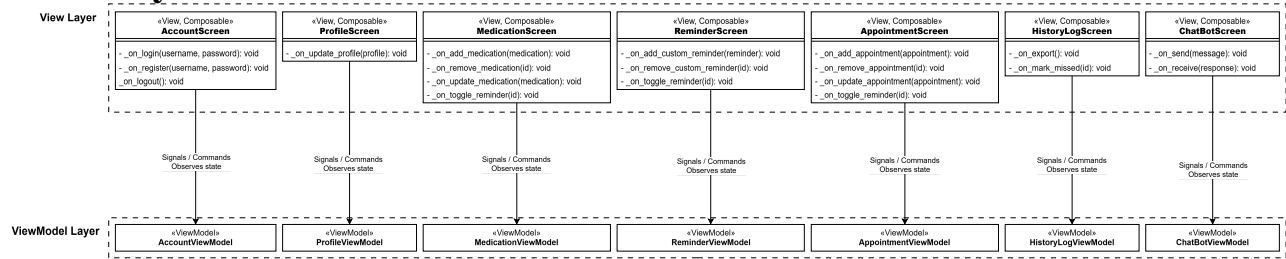 View Layer
«View, Composable»
AccountScreen
- _on_login(username, password): void
- _on_register(username, password): void
_on_logout(): void
«View, Composable»
ProfileScreen
- _on_update_profile(profile): void
«View, Composable»
MedicationScreen
- _on_add_medication(medication): void
- _on_remove_medication(id): void
- _on_update_medication(medication): void
- _on_toggle_reminder(id): void
«View, Composable»
ReminderScreen
- _on_add_custom_reminder(reminder): void
- _on_remove_custom_reminder(id): void
- _on_toggle_reminder(id): void
«View, Composable»
AppointmentScreen
- _on_add_appointment(appointment): void
- _on_remove_appointment(id): void
- _on_update_appointment(appointment): void
- _on_toggle_reminder(id): void
«View, Composable»
HistoryLogScreen
- _on_export(): void
- _on_mark_missed(id): void
«View, Composable»
ChatBotScreen
- _on_send(message): void
- _on_receive(response): void
Signals / Commands
Observes state
Signals / Commands
Observes state
Signals / Commands
Observes state
Signals / Commands
Observes state
Signals / Commands
Observes state
Signals / Commands
Observes state
Signals / Commands
Observes state
ViewModel Layer
«ViewModel»
AccountViewModel
«ViewModel»
ProfileViewModel
«ViewModel»
MedicationViewModel
«ViewModel»
ReminderViewModel
«ViewModel»
AppointmentViewModel
«ViewModel»
HistoryLogViewModel
«ViewModel»
ChatBotViewModel